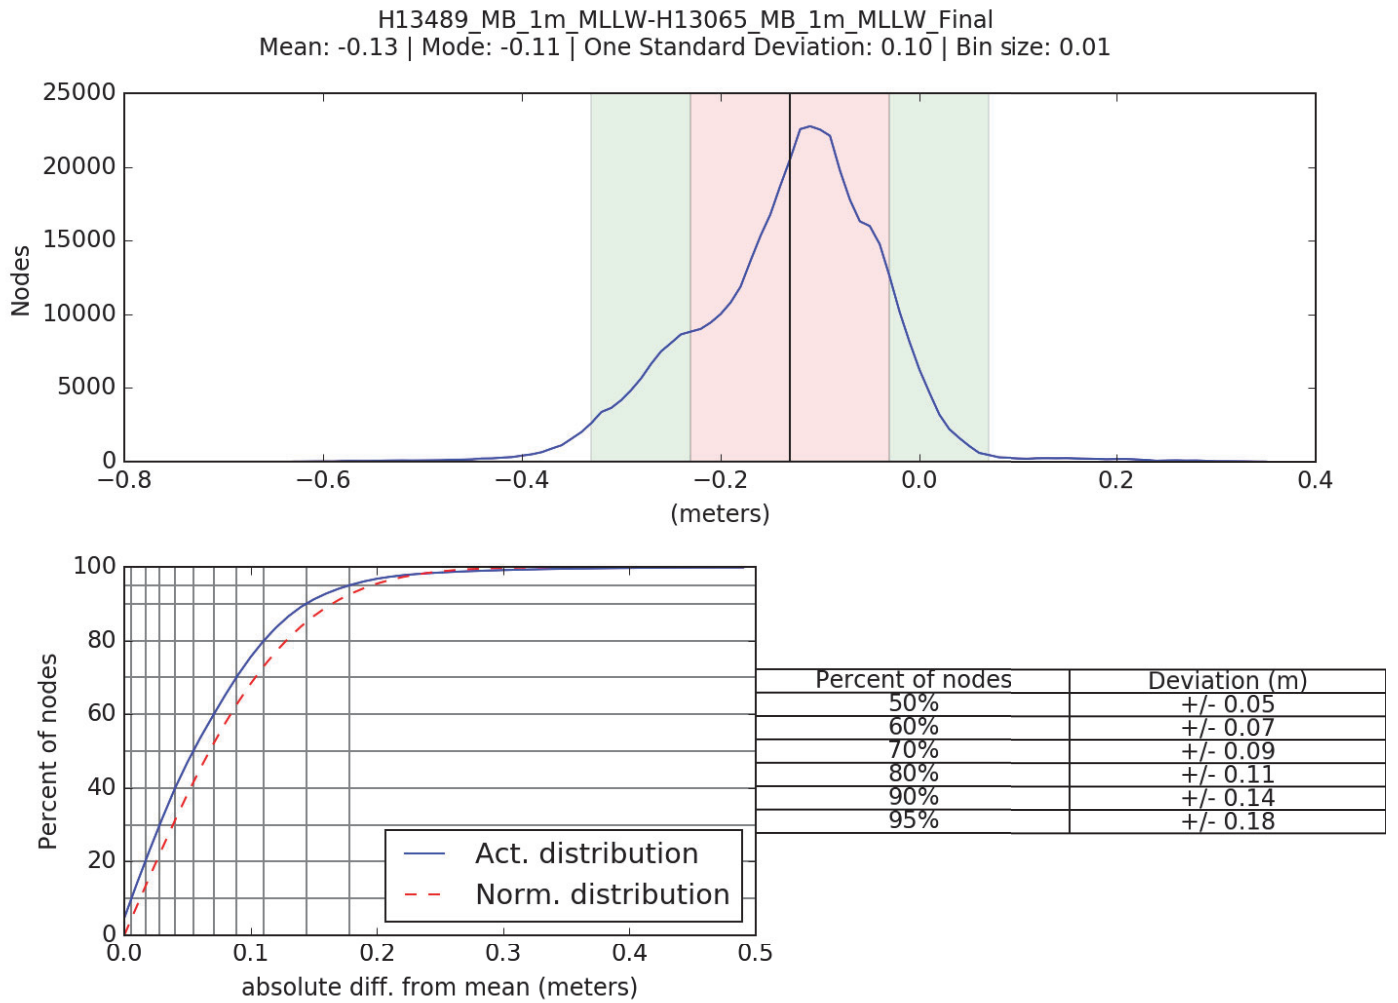 H13489_MB_1m_MLLW-H13065_MB_1m_MLLW_Final
Mean: -0.13 | Mode: -0.11 | One Standard Deviation: 0.10 | Bin size: 0.01
25000
20000
15000
10000
5000
0
Nodes
−0.8 −0.6 −0.4 −0.2 0.0 0.2 0.4
(meters)
100
80
60
40
20
0
Percent of nodes
Act. distribution
Norm. distribution
0.0 0.1 0.2 0.3 0.4 0.5
absolute diff. from mean (meters)
Percent of nodes Deviation (m)
50% +/- 0.05
60% +/- 0.07
70% +/- 0.09
80% +/- 0.11
90% +/- 0.14
95% +/- 0.18